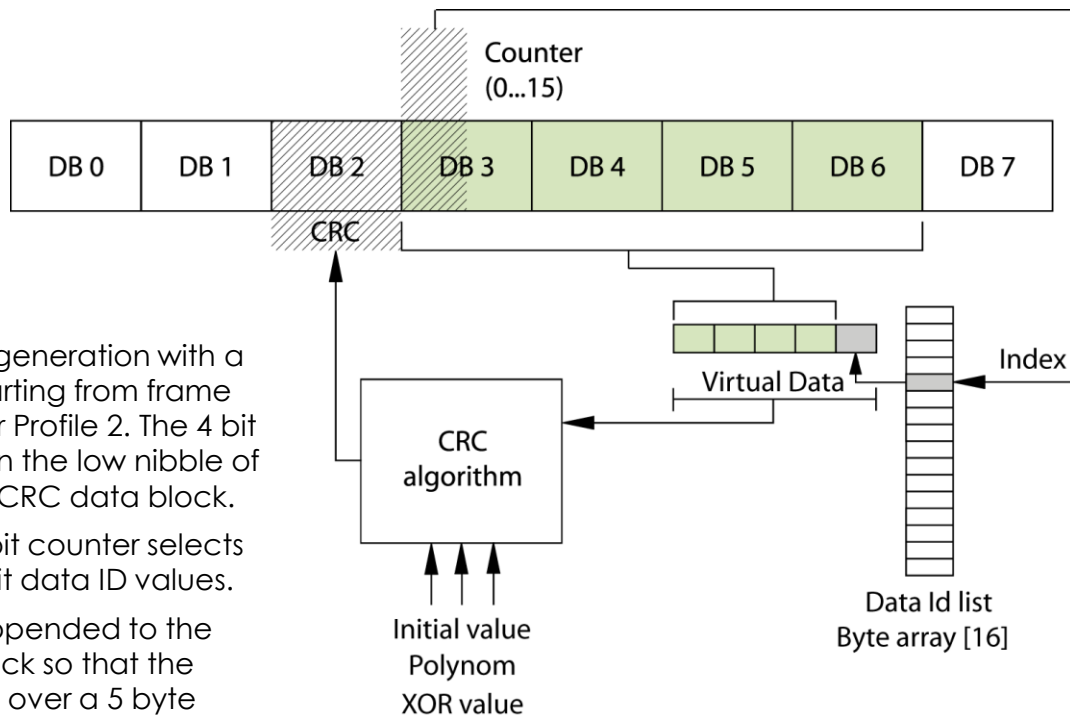 Counter
(0...15)
DB 0 DB 1 DB 2 DB 3 DB 4 DB 5 DB 6 DB 7
CRC
generation with a
arting from frame
r Profile 2. The 4 bit
n the low nibble of
CRC data block.
bit counter selects
it data ID values.
ppended to the
ck so that the
over a 5 byte
Virtual Data
Index
CRC
algorithm
Initial value
Polynom
XOR value
Data Id list
Byte array [16]